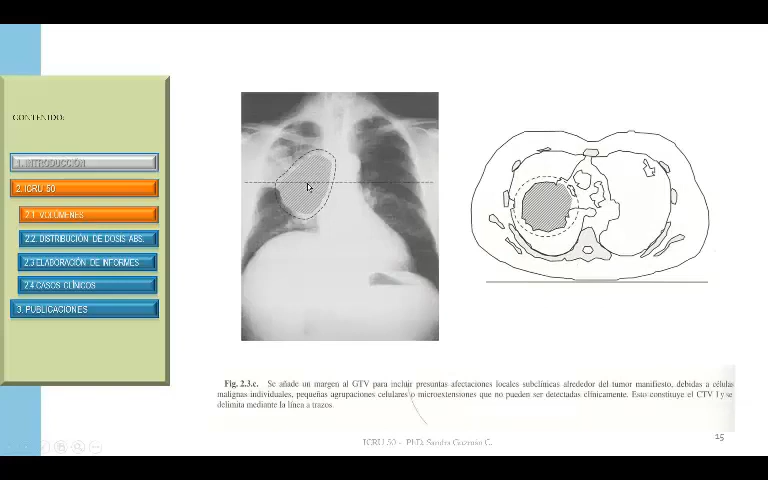 CONTENIDO:
1. INTRODUCCIÓN
2. ICRU 50
2.1. VOLÚMENES
2.2. DISTRIBUCIÓN DE DOSIS ABS.
2.3 ELABORACIÓN DE INFORMES
2.4 CASOS CLÍNICOS
3. PUBLICACIONES
Fig. 2.3.c. Se añade un margen al GTV para incluir presuntas afectaciones locales subclínicas alrededor del tumor manifiesto, debidas a células
malignas individuales, pequeñas agrupaciones celulares o microextensiones que no pueden ser detectadas clínicamente. Esto constituye el CTV I y se
delimita mediante la línea a trazos.
ICRU 50 - PhD. Sandra Guzmán C.
15